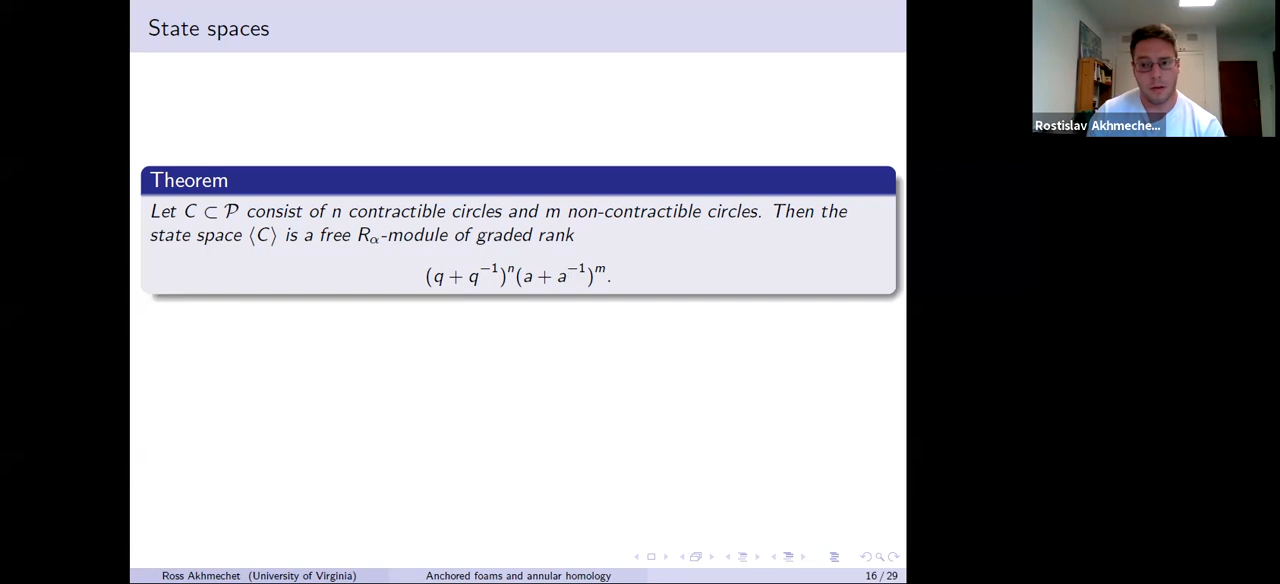 State spaces
Rostislav Akhmeche...
Theorem
Let C ⊂ 𝒫 consist of n contractible circles and m non-contractible circles. Then the
state space ⟨C⟩ is a free R_α-module of graded rank
(q + q⁻¹)ⁿ(a + a⁻¹)ᵐ.
Ross Akhmechet (University of Virginia) Anchored foams and annular homology 16 / 29